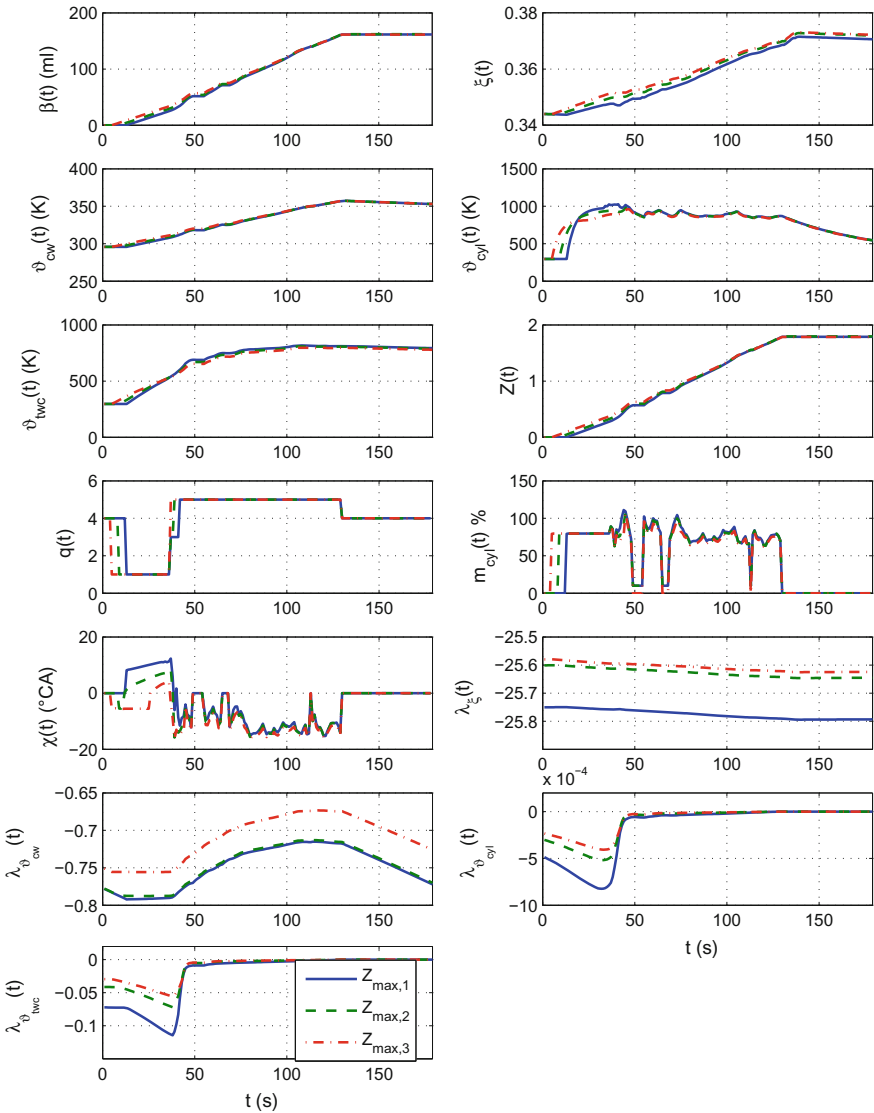 200
100
0
β(t) (ml)
0 50 100 150
0.38
0.36
0.34
ξ(t)
0 50 100 150
400
350
300
250
ϑcw(t) (K)
0 50 100 150
1500
1000
500
0
ϑcyl(t) (K)
0 50 100 150
1000
500
0
ϑtwc(t) (K)
0 50 100 150
2
1
0
Z(t)
0 50 100 150
6
4
2
0
q(t)
0 50 100 150
150
100
50
0
mcyl(t) %
0 50 100 150
20
0
−20
χ(t) (°CA)
0 50 100 150
−25.5
−25.6
−25.7
−25.8
−25.9
λξ(t)
0 50 100 150
−0.65
−0.7
−0.75
−0.8
λϑcw(t)
0 50 100 150
x 10−4
0
−5
−10
λϑcyl(t)
0 50 100 150
t (s)
0
−0.05
−0.1
λϑtwc(t)
0 50 100 150
t (s)
Zmax,1
Zmax,2
Zmax,3